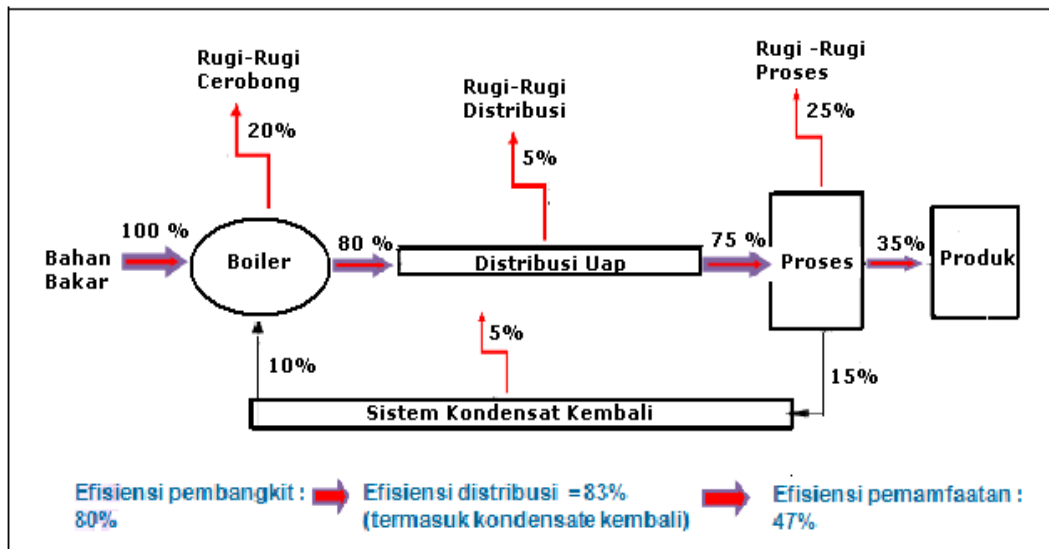 Rugi-Rugi
Cerobong
20%
Rugi-Rugi
Distribusi
5%
Rugi -Rugi
Proses
25%
Bahan
Bakar
100 %
Boiler
80 %
Distribusi Uap
75 %
Proses
35%
Produk
10%
5%
15%
Sistem Kondensat Kembali
Efisiensi pembangkit :
80%
Efisiensi distribusi =83%
(termasuk kondensate kembali)
Efisiensi pemamfaatan :
47%